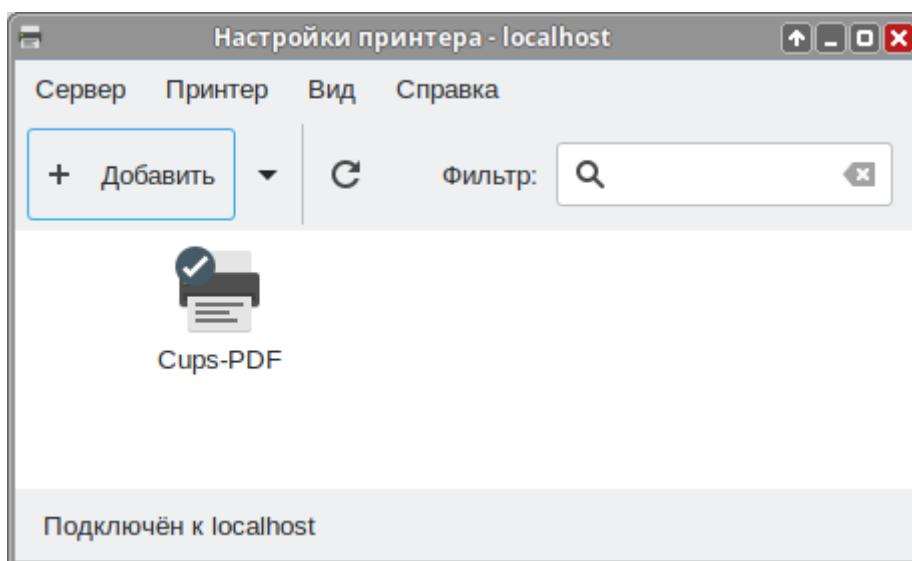 Настройки принтера - localhost
Сервер Принтер Вид Справка
Добавить Фильтр:
Cups-PDF
Подключён к localhost